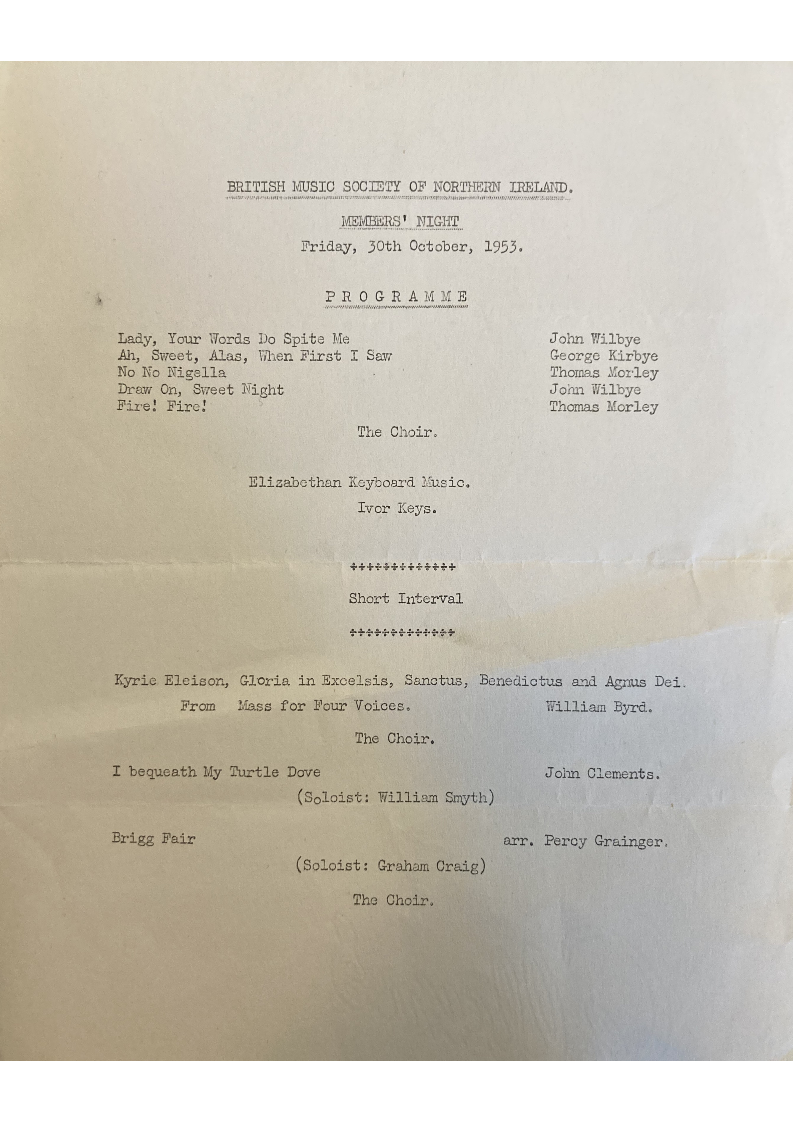 BRITISH MUSIC SOCIETY OF NORTHERN IRELAND.
MEMBERS' NIGHT
Friday, 30th October, 1953.
PROGRAMME
Lady, Your Words Do Spite Me John Wilbye
Ah, Sweet, Alas, When First I Saw George Kirbye
No No Nigella Thomas Morley
Draw On, Sweet Night John Wilbye
Fire! Fire! Thomas Morley
The Choir.
Elizabethan Keyboard Music.
Ivor Keys.
Short Interval
Kyrie Eleison, Gloria in Excelsis, Sanctus, Benedictus and Agnus Dei.
From Mass for Four Voices. William Byrd.
The Choir.
I bequeath My Turtle Dove John Clements.
(Soloist: William Smyth)
Brigg Fair arr. Percy Grainger.
(Soloist: Graham Craig)
The Choir.